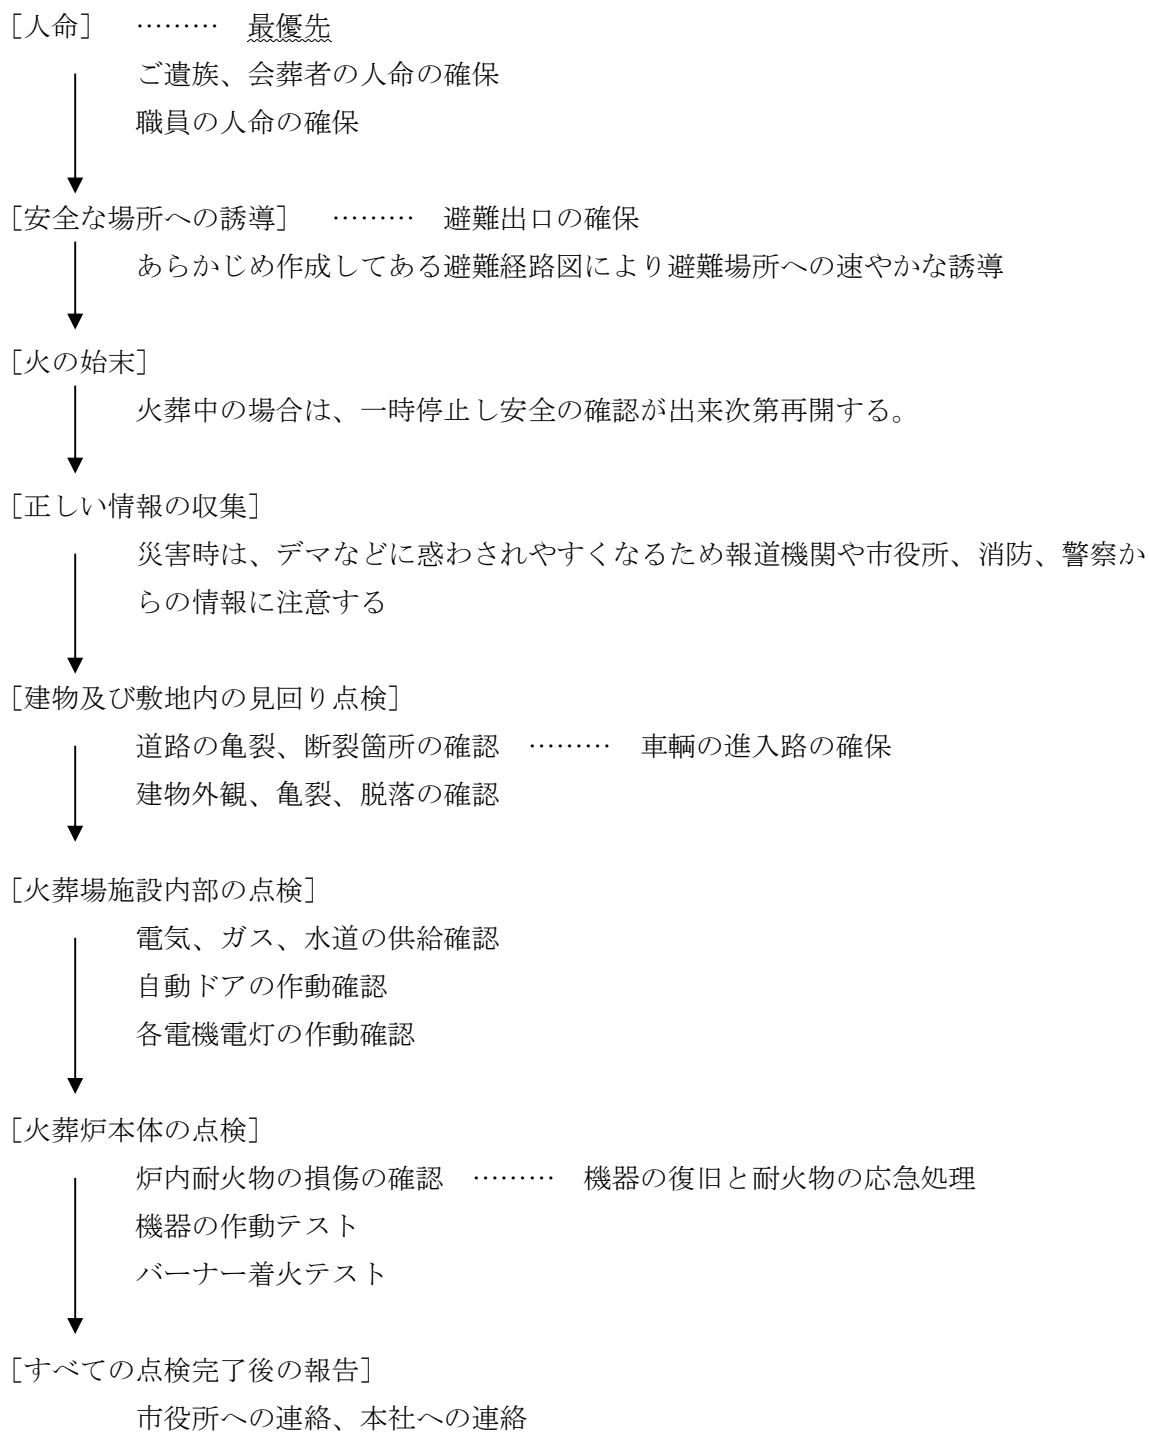 ［人命］　………　最優先
ご遺族、会葬者の人命の確保
職員の人命の確保
［安全な場所への誘導］　………　避難出口の確保
あらかじめ作成してある避難経路図により避難場所への速やかな誘導
［火の始末］
火葬中の場合は、一時停止し安全の確認が出来次第再開する。
［正しい情報の収集］
災害時は、デマなどに惑わされやすくなるため報道機関や市役所、消防、警察か
らの情報に注意する
［建物及び敷地内の見回り点検］
道路の亀裂、断裂箇所の確認　………　車輌の進入路の確保
建物外観、亀裂、脱落の確認
［火葬場施設内部の点検］
電気、ガス、水道の供給確認
自動ドアの作動確認
各電機電灯の作動確認
［火葬炉本体の点検］
炉内耐火物の損傷の確認　………　機器の復旧と耐火物の応急処理
機器の作動テスト
バーナー着火テスト
［すべての点検完了後の報告］
市役所への連絡、本社への連絡